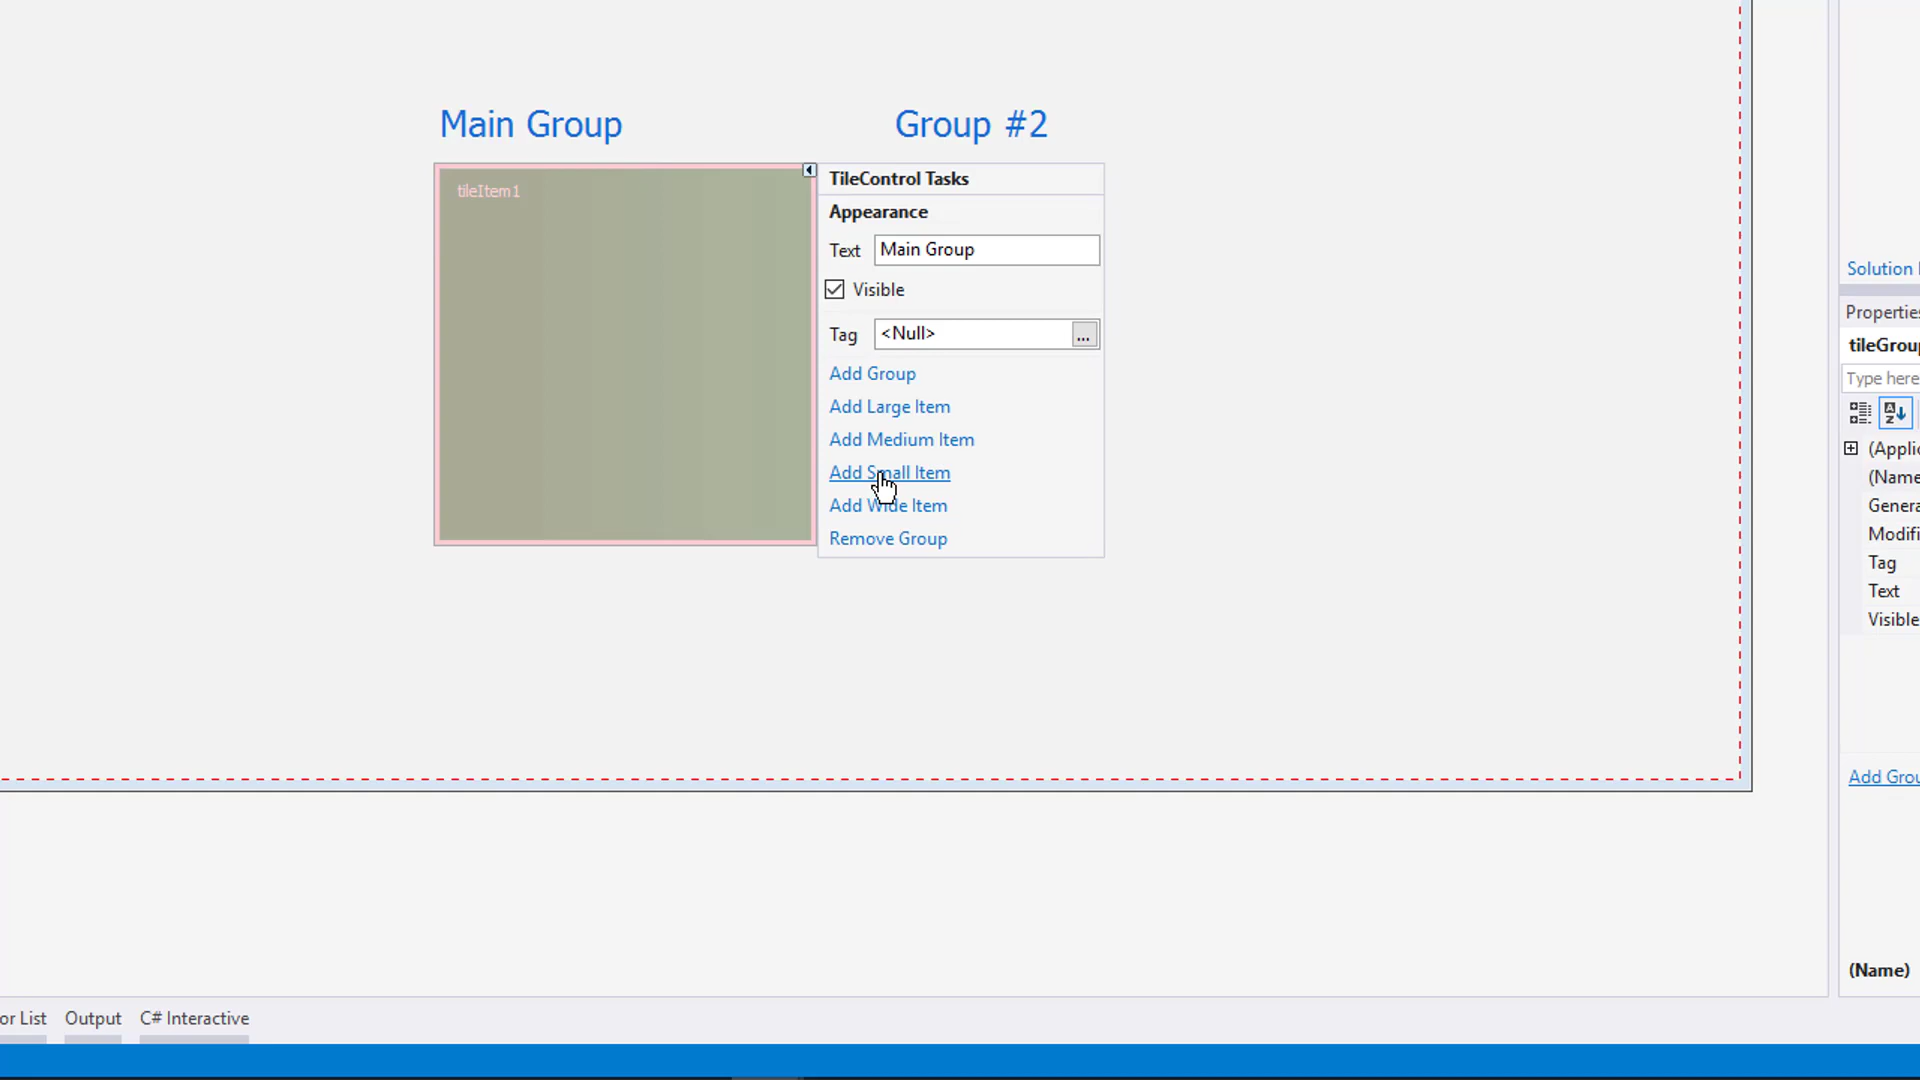 Main Group
Group #2
tileItem1
TileControl Tasks
Appearance
Text Main Group
Visible
Tag <Null> ...
Add Group
Add Large Item
Add Medium Item
Add Small Item
Add Wide Item
Remove Group
Solution
Propertie
tileGrou
Type here
(Applic
(Name
Genera
Modifi
Tag
Text
Visible
Add Grou
(Name)
or List
Output
C# Interactive